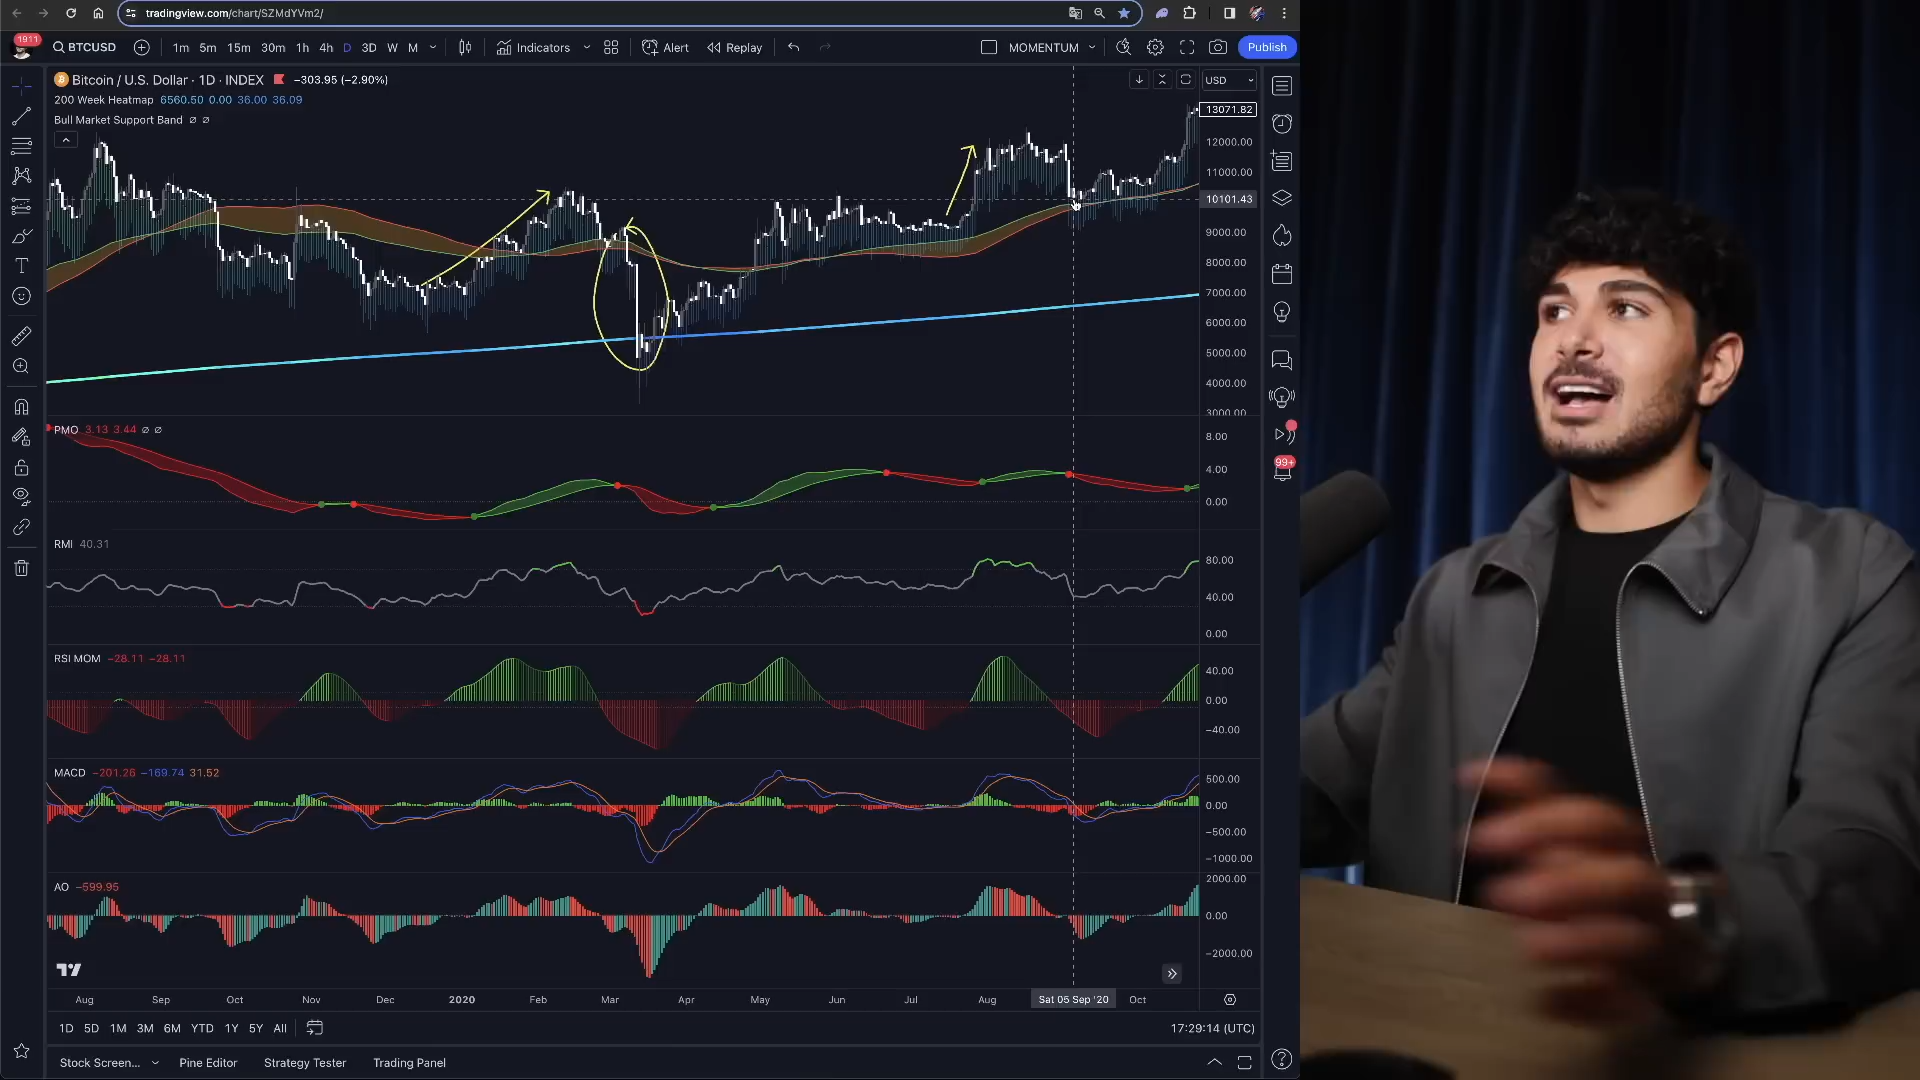 tradingview.com/chart/SZMdYVm2/
1911
BTCUSD
1m 5m 15m 30m 1h 4h D 3D W M
Indicators
Alert
Replay
MOMENTUM
Publish
Bitcoin / U.S. Dollar · 1D · INDEX −303.95 (−2.90%)
USD
200 Week Heatmap 6560.50 0.00 36.00 36.09
Bull Market Support Band ∅ ∅
13071.82
12000.00
11000.00
10101.43
9000.00
8000.00
7000.00
6000.00
5000.00
4000.00
3000.00
PMO 3.13 3.44 ∅ ∅
8.00
4.00
0.00
99+
RMI 40.31
80.00
40.00
0.00
RSI MOM −28.11 −28.11
40.00
0.00
−40.00
MACD −201.26 −169.74 31.52
500.00
0.00
−500.00
−1000.00
AO −599.95
2000.00
0.00
−2000.00
Aug Sep Oct Nov Dec 2020 Feb Mar Apr May Jun Jul Aug Sat 05 Sep '20 Oct
1D 5D 1M 3M 6M YTD 1Y 5Y All
17:29:14 (UTC)
Stock Screen... Pine Editor Strategy Tester Trading Panel